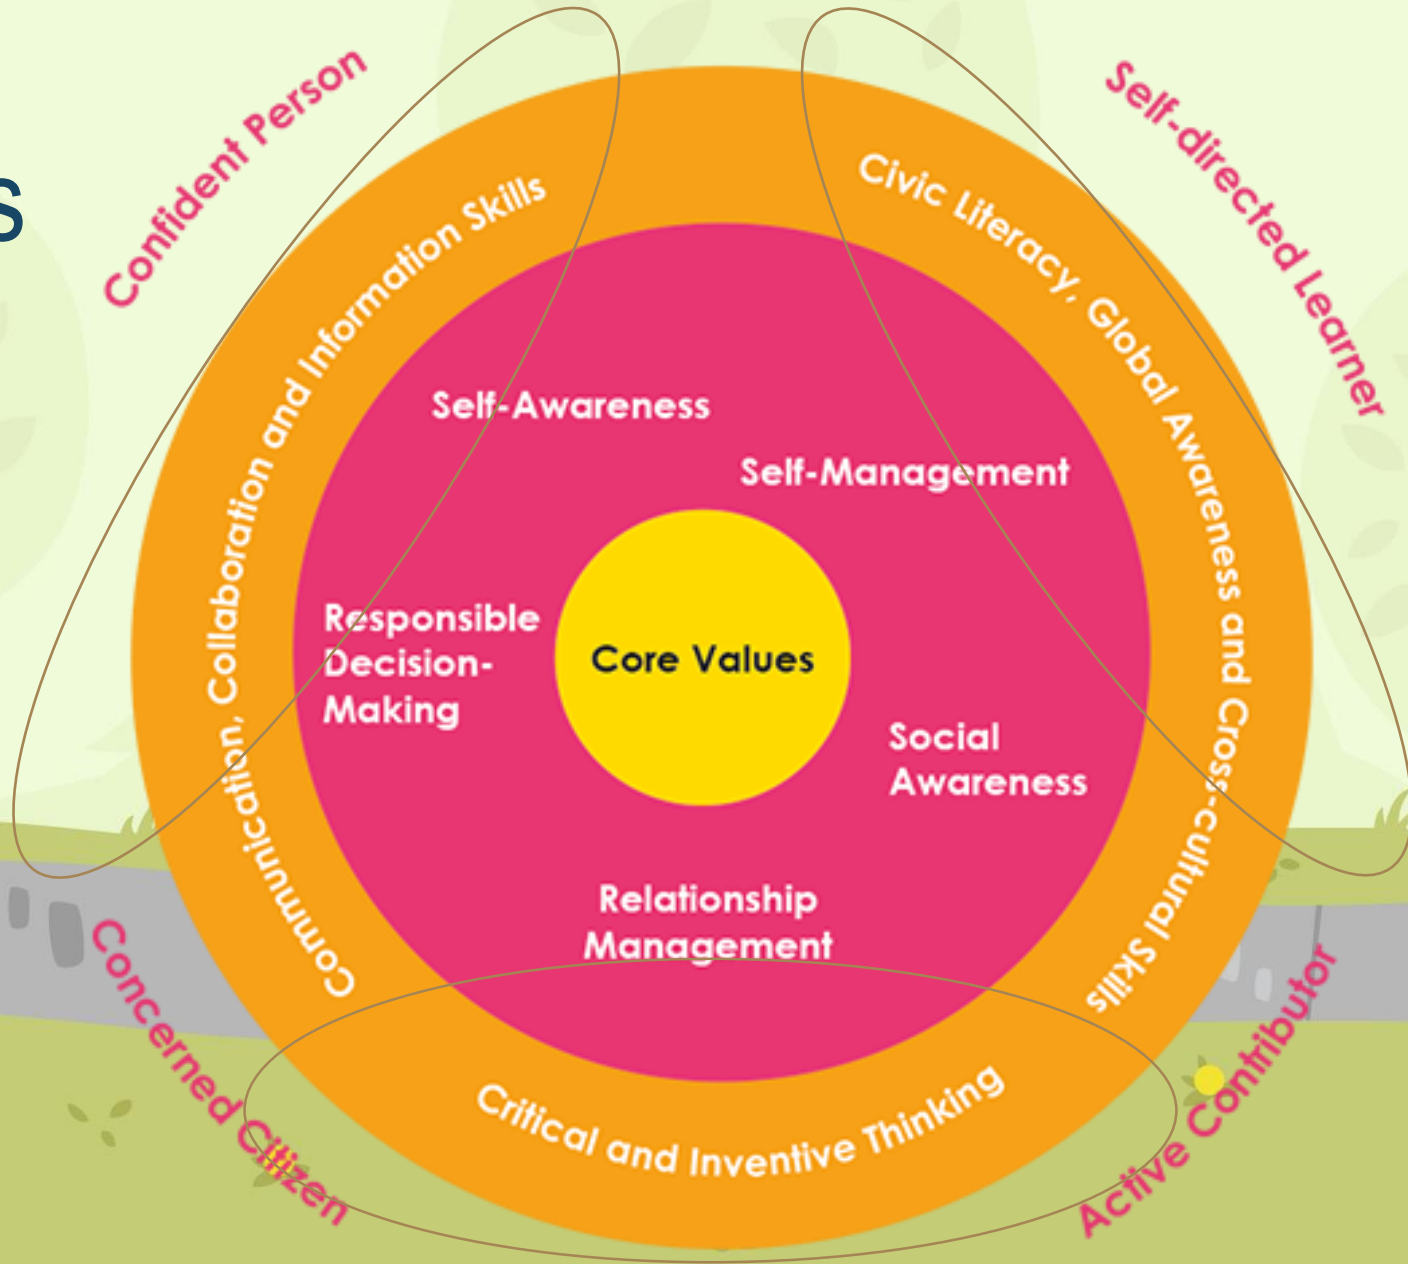 s
Confident Person
Self-directed Learner
Communication, Collaboration and Information Skills
Civic Literacy, Global Awareness and Cross-cultural Skills
Self-Awareness
Self-Management
Responsible
Decision-
Making
Core Values
Social
Awareness
Relationship
Management
Critical and Inventive Thinking
Concerned Citizen
Active Contributor